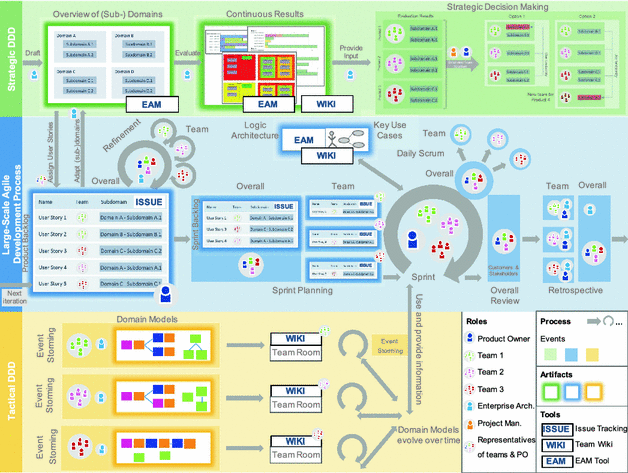 Strategic DDD
Overview of (Sub-) Domains
Continuous Results
Strategic Decision Making
Draft
Evaluate
Provide
Input
Domain A
Subdomain A.1
Subdomain A.2
Domain B
Subdomain B.1
Subdomain B.2
Domain C
Subdomain C.1
Subdomain C.2
Domain D
Subdomain D.1
Subdomain D.2
EAM
EAM
WIKI
Evaluation Results
Option 1
Option 2
Large-Scale Agile
Development Process
Assign User Stories
Adapt (sub-)domains
Refinement
Team
Overall
Logic
Architecture
EAM
WIKI
Key Use
Cases
Team
Daily Scrum
Overall
Product Backlog
Name
Team
Subdomain
ISSUE
User Story 1
Domain A - Subdomain A.1
User Story 2
Domain B - Subdomain B.1
User Story 3
Domain C - Subdomain C.2
User Story 4
Domain A - Subdomain A.1
User Story 5
Domain C - Subdomain C.2
Next
iteration
Sprint Backlog
Overall
Team
Name
Team
Subdomain
ISSUE
User Story 1
User Story 3
User Story 4
ISSUE
ISSUE
ISSUE
Sprint Planning
Sprint
Customers &
Stakeholders
Overall
Review
Team
Overall
Retrospective
Tactical DDD
Domain Models
Event
Storming
WIKI
Team Room
Event
Storming
WIKI
Team Room
Event
Storming
WIKI
Team Room
Use and provide information
Event
Storming
Domain Models
evolve over time
Roles
Product Owner
Team 1
Team 2
Team 3
Enterprise Arch.
Project Man.
Representatives
of teams & PO
Process
...
Events
Artifacts
Tools
ISSUE
Issue Tracking
WIKI
Team Wiki
EAM
EAM Tool